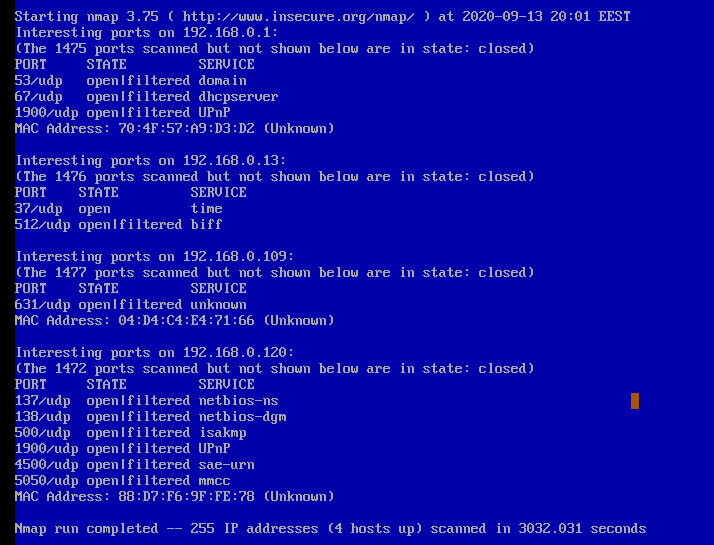 Starting nmap 3.75 ( http://www.insecure.org/nmap/ ) at 2020-09-13 20:01 EEST
Interesting ports on 192.168.0.1:
(The 1475 ports scanned but not shown below are in state: closed)
PORT     STATE         SERVICE
53/udp   open|filtered domain
67/udp   open|filtered dhcpserver
1900/udp open|filtered UPnP
MAC Address: 70:4F:57:A9:D3:D2 (Unknown)

Interesting ports on 192.168.0.13:
(The 1476 ports scanned but not shown below are in state: closed)
PORT    STATE         SERVICE
37/udp  open          time
512/udp open|filtered biff

Interesting ports on 192.168.0.109:
(The 1477 ports scanned but not shown below are in state: closed)
PORT    STATE         SERVICE
631/udp open|filtered unknown
MAC Address: 04:D4:C4:E4:71:66 (Unknown)

Interesting ports on 192.168.0.120:
(The 1472 ports scanned but not shown below are in state: closed)
PORT     STATE         SERVICE
137/udp  open|filtered netbios-ns
138/udp  open|filtered netbios-dgm
500/udp  open|filtered isakmp
1900/udp open|filtered UPnP
4500/udp open|filtered sae-urn
5050/udp open|filtered mmcc
MAC Address: 88:D7:F6:9F:FE:78 (Unknown)

Nmap run completed -- 255 IP addresses (4 hosts up) scanned in 3032.031 seconds